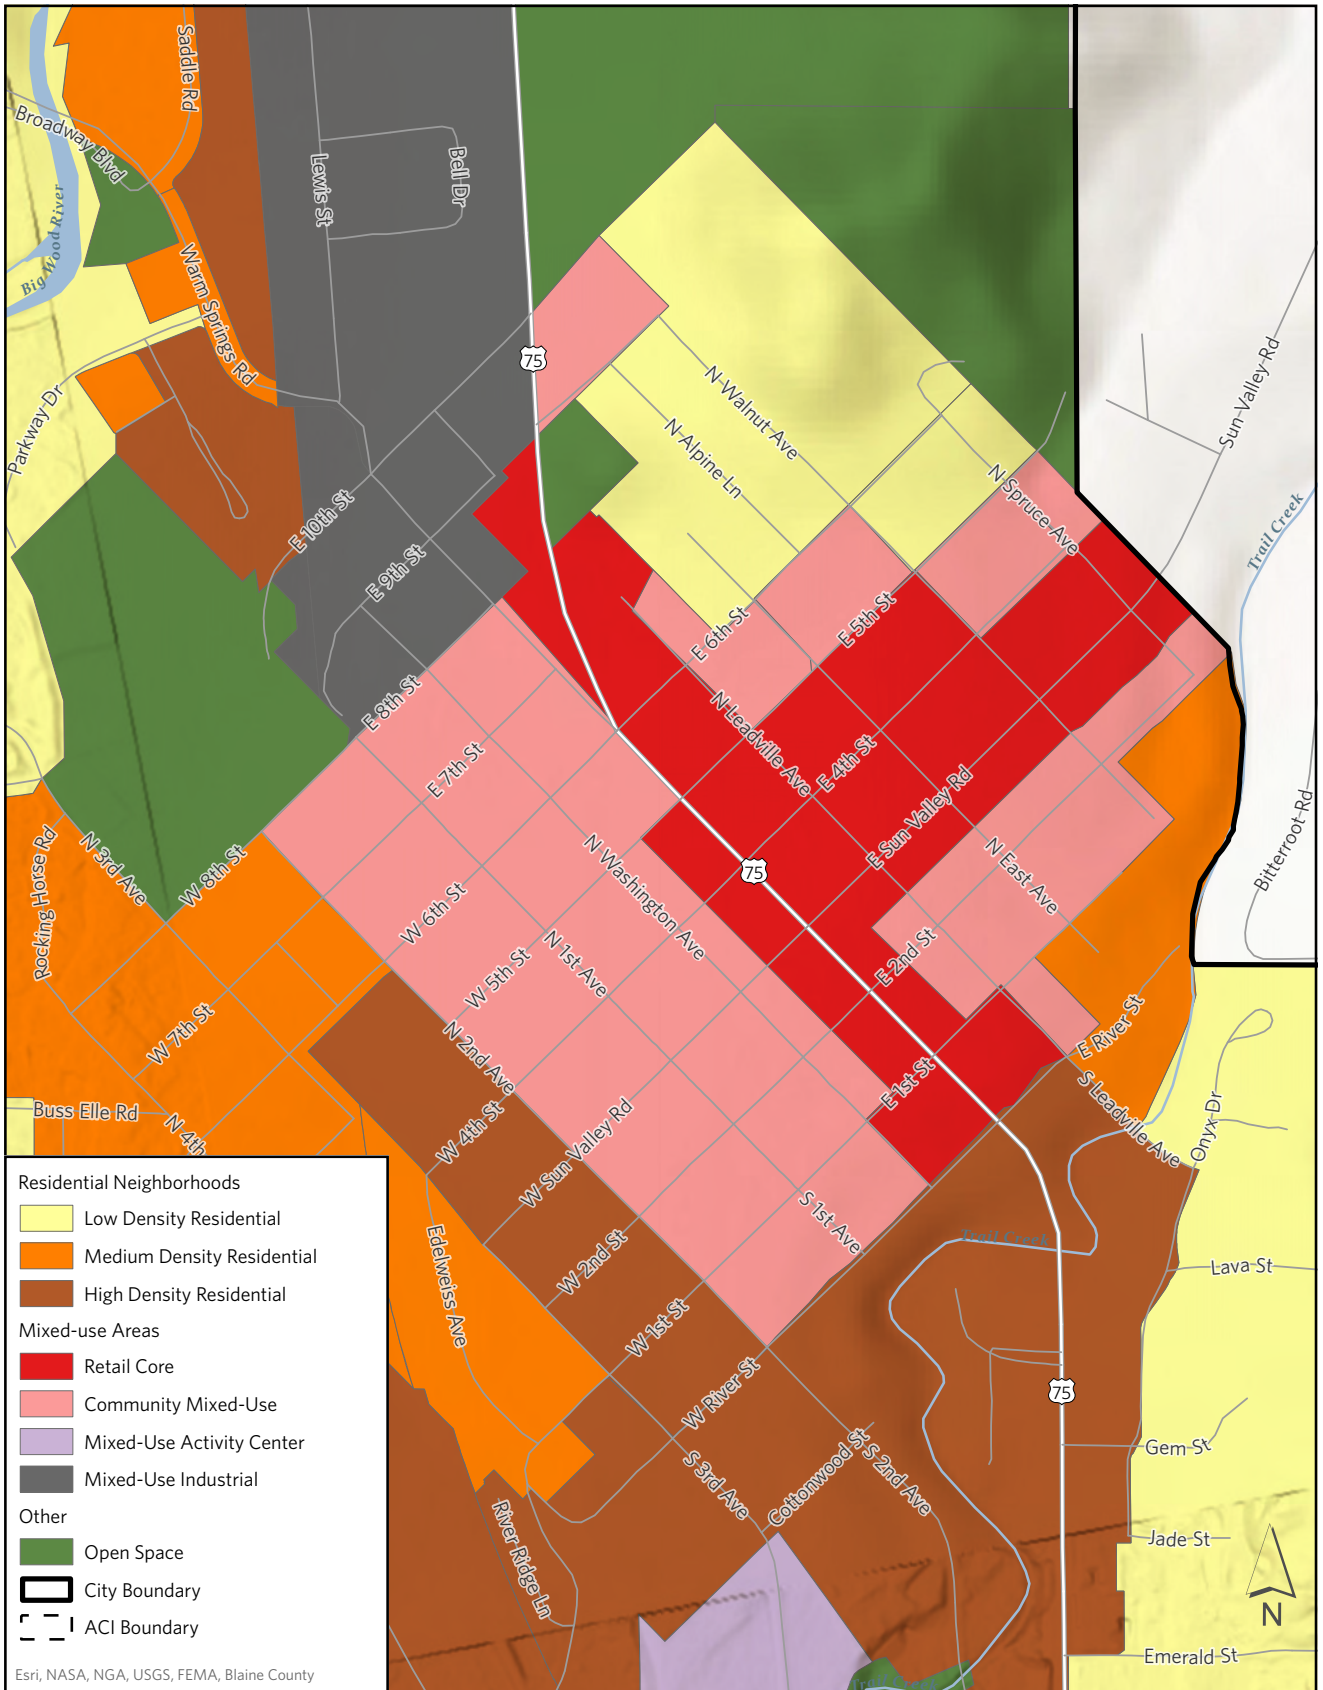 Saddle Rd
Broadway Blvd
Big Wood River
Lewis St
Bell Dr
Warm Springs Rd
75
Parkway Dr
N Walnut Ave
N Alpine Ln
Sun Valley Rd
N Spruce Ave
Trail Creek
E 10th St
E 9th St
E 6th St
E 5th St
E 8th St
N Leadville Ave
E 7th St
E 4th St
E Sun Valley Rd
Rocking Horse Rd
N 3rd Ave
W 8th St
N Washington Ave
75
N East Ave
Bitterroot Rd
W 6th St
N 1st Ave
W 5th St
E 2nd St
W 7th St
N 2nd Ave
E River St
E 1st St
S Leadville Ave
Onyx Dr
Buss Elle Rd
N 4th
W 4th St
W Sun Valley Rd
S 1st Ave
Edelweiss Ave
W 2nd St
Trail Creek
Lava St
W 1st St
W River St
75
Gem St
S 3rd Ave
Cottonwood St
S 2nd Ave
River Ridge Ln
Jade St
Emerald St
N
Residential Neighborhoods
Low Density Residential
Medium Density Residential
High Density Residential
Mixed-use Areas
Retail Core
Community Mixed-Use
Mixed-Use Activity Center
Mixed-Use Industrial
Other
Open Space
City Boundary
ACI Boundary
Esri, NASA, NGA, USGS, FEMA, Blaine County